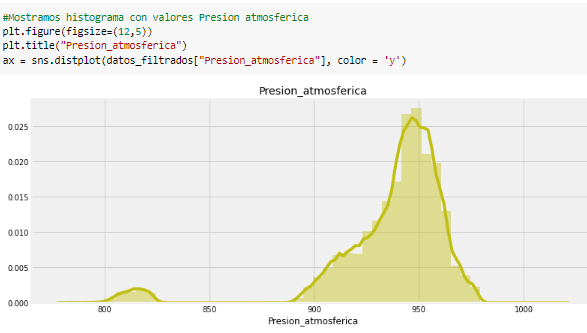 #Mostramos histograma con valores Presion atmosferica
plt.figure(figsize=(12,5))
plt.title("Presion_atmosferica")
ax = sns.distplot(datos_filtrados["Presion_atmosferica"], color = 'y')
Presion_atmosferica
0.025
0.020
0.015
0.010
0.005
0.000
800 850 900 950 1000
Presion_atmosferica